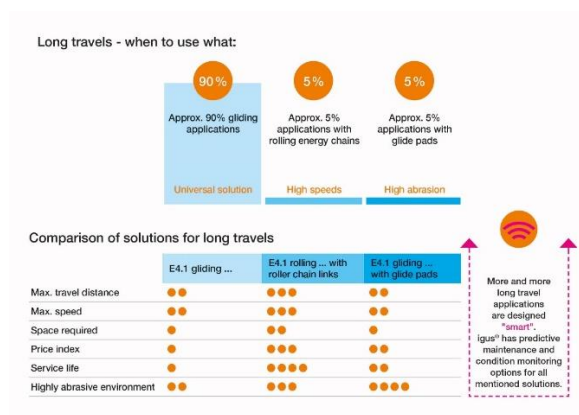 Long travels - when to use what:
90%
5%
5%
Approx. 90% gliding
applications
Approx. 5%
applications with
rolling energy chains
Approx. 5%
applications with
glide pads
Universal solution
High speeds
High abrasion
Comparison of solutions for long travels
E4.1 gliding ...
E4.1 rolling ... with
roller chain links
E4.1 gliding ...
with glide pads
Max. travel distance
Max. speed
Space required
Price index
Service life
Highly abrasive environment
More and more
long travel
applications
are designed
"smart".
igus® has predictive
maintenance and
condition monitoring
options for all
mentioned solutions.